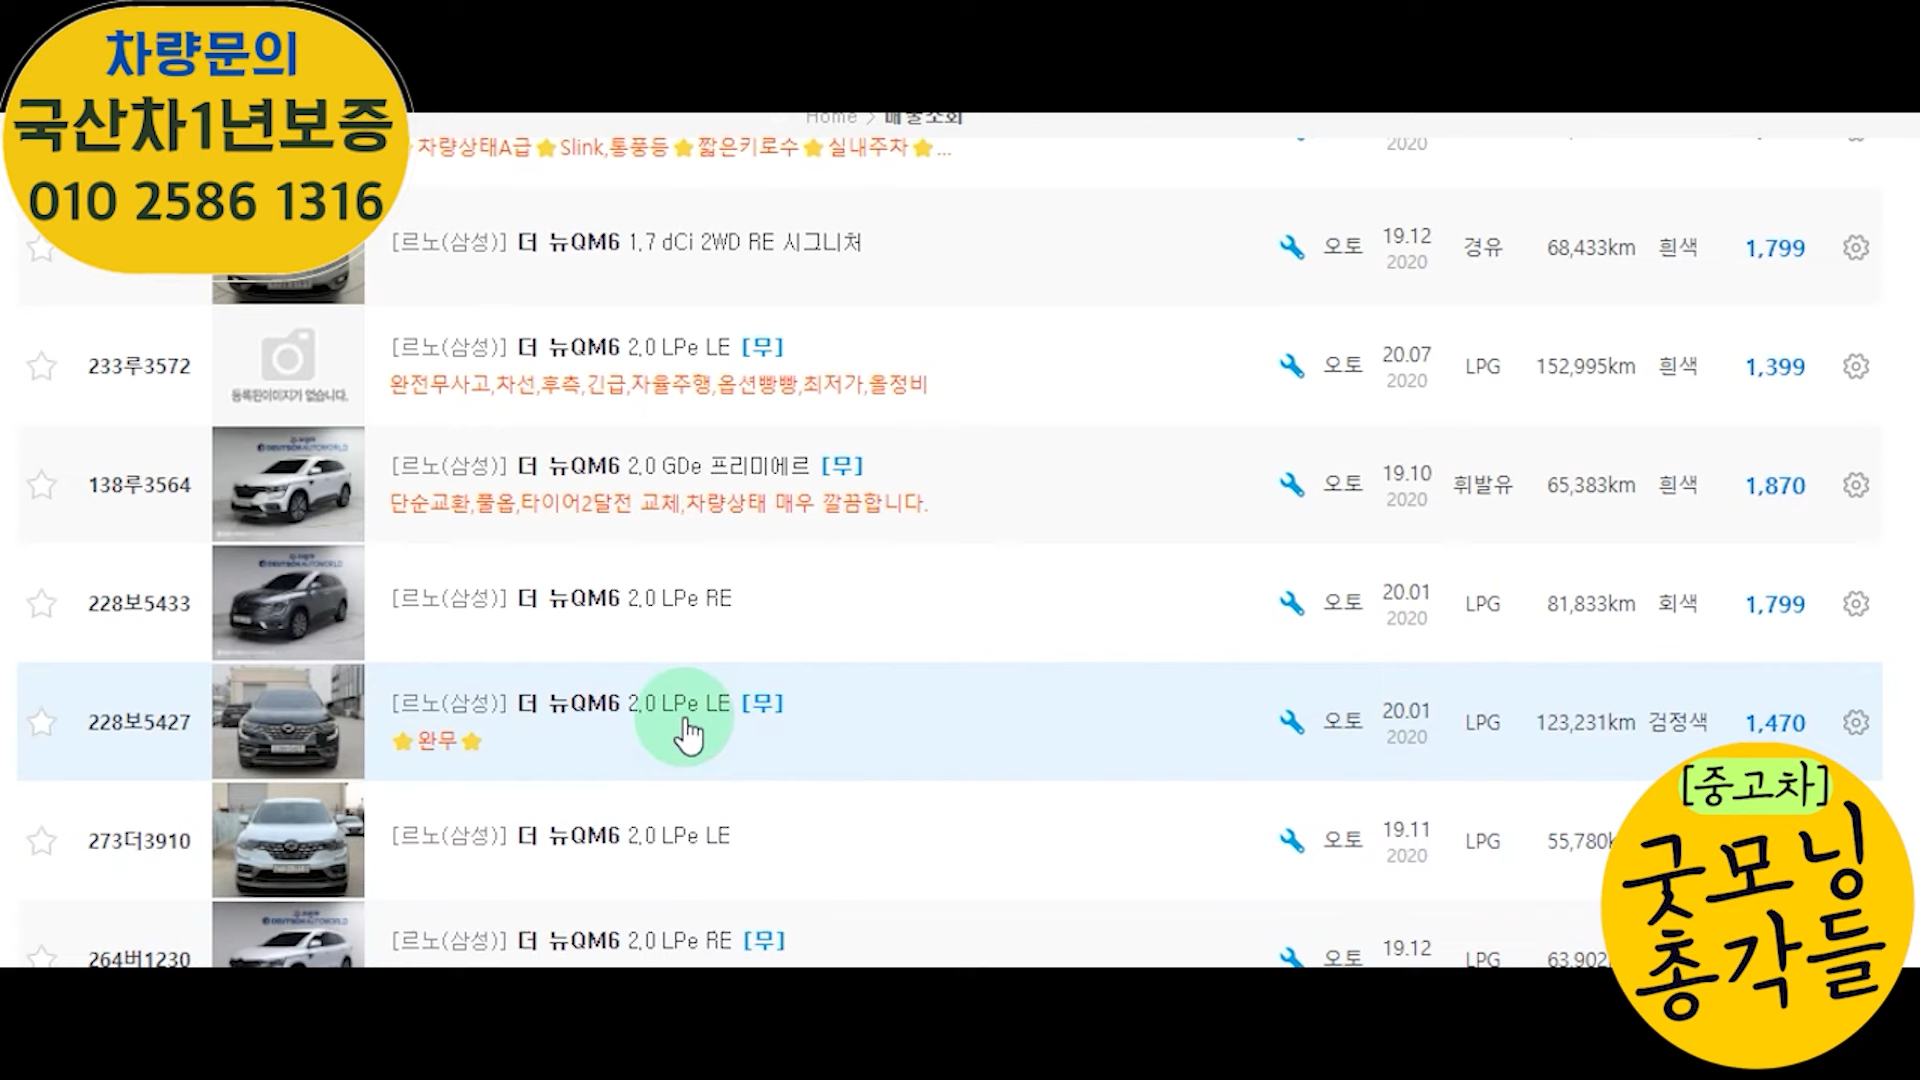 차량문의
국산차1년보증
010 2586 1316
Home > 매물조회
차량상태A급⭐Slink,통풍등⭐짧은키로수⭐실내주차⭐...
2020
[르노(삼성)] 더 뉴QM6 1.7 dCi 2WD RE 시그니처
오토 19.12 경유 68,433km 흰색 1,799
2020
233루3572 [르노(삼성)] 더 뉴QM6 2.0 LPe LE [무] 오토 20.07 LPG 152,995km 흰색 1,399
2020
등록된이미지가 없습니다.
완전무사고,차선,후측,긴급,자율주행,옵션빵빵,최저가,올정비
138루3564 [르노(삼성)] 더 뉴QM6 2.0 GDe 프리미에르 [무] 오토 19.10 휘발유 65,383km 흰색 1,870
2020
DEUTSCH AUTOWORLD
단순교환,풀옵,타이어2달전 교체,차량상태 매우 깔끔합니다.
228보5433 [르노(삼성)] 더 뉴QM6 2.0 LPe RE 오토 20.01 LPG 81,833km 회색 1,799
2020
DEUTSCH AUTOWORLD
228보5427 [르노(삼성)] 더 뉴QM6 2.0 LPe LE [무] 오토 20.01 LPG 123,231km 검정색 1,470
2020
⭐완무⭐
273더3910 [르노(삼성)] 더 뉴QM6 2.0 LPe LE 오토 19.11 LPG 55,780
2020
264버1230 [르노(삼성)] 더 뉴QM6 2.0 LPe RE [무] 오토 19.12 LPG 63,902
DEUTSCH AUTOWORLD
[중고차]
굿모닝
총각들